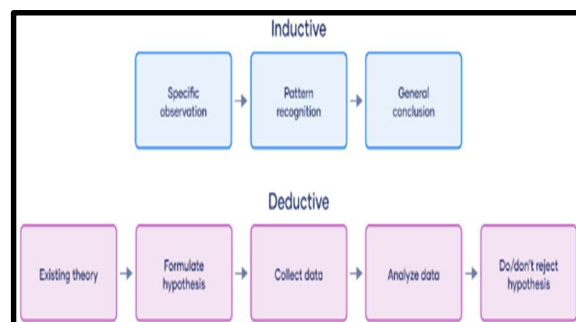 Inductive
Specific
observation
Pattern
recognition
General
conclusion
Deductive
Existing theory
Formulate
hypothesis
Collect data
Analyze data
Do/don't reject
hypothesis